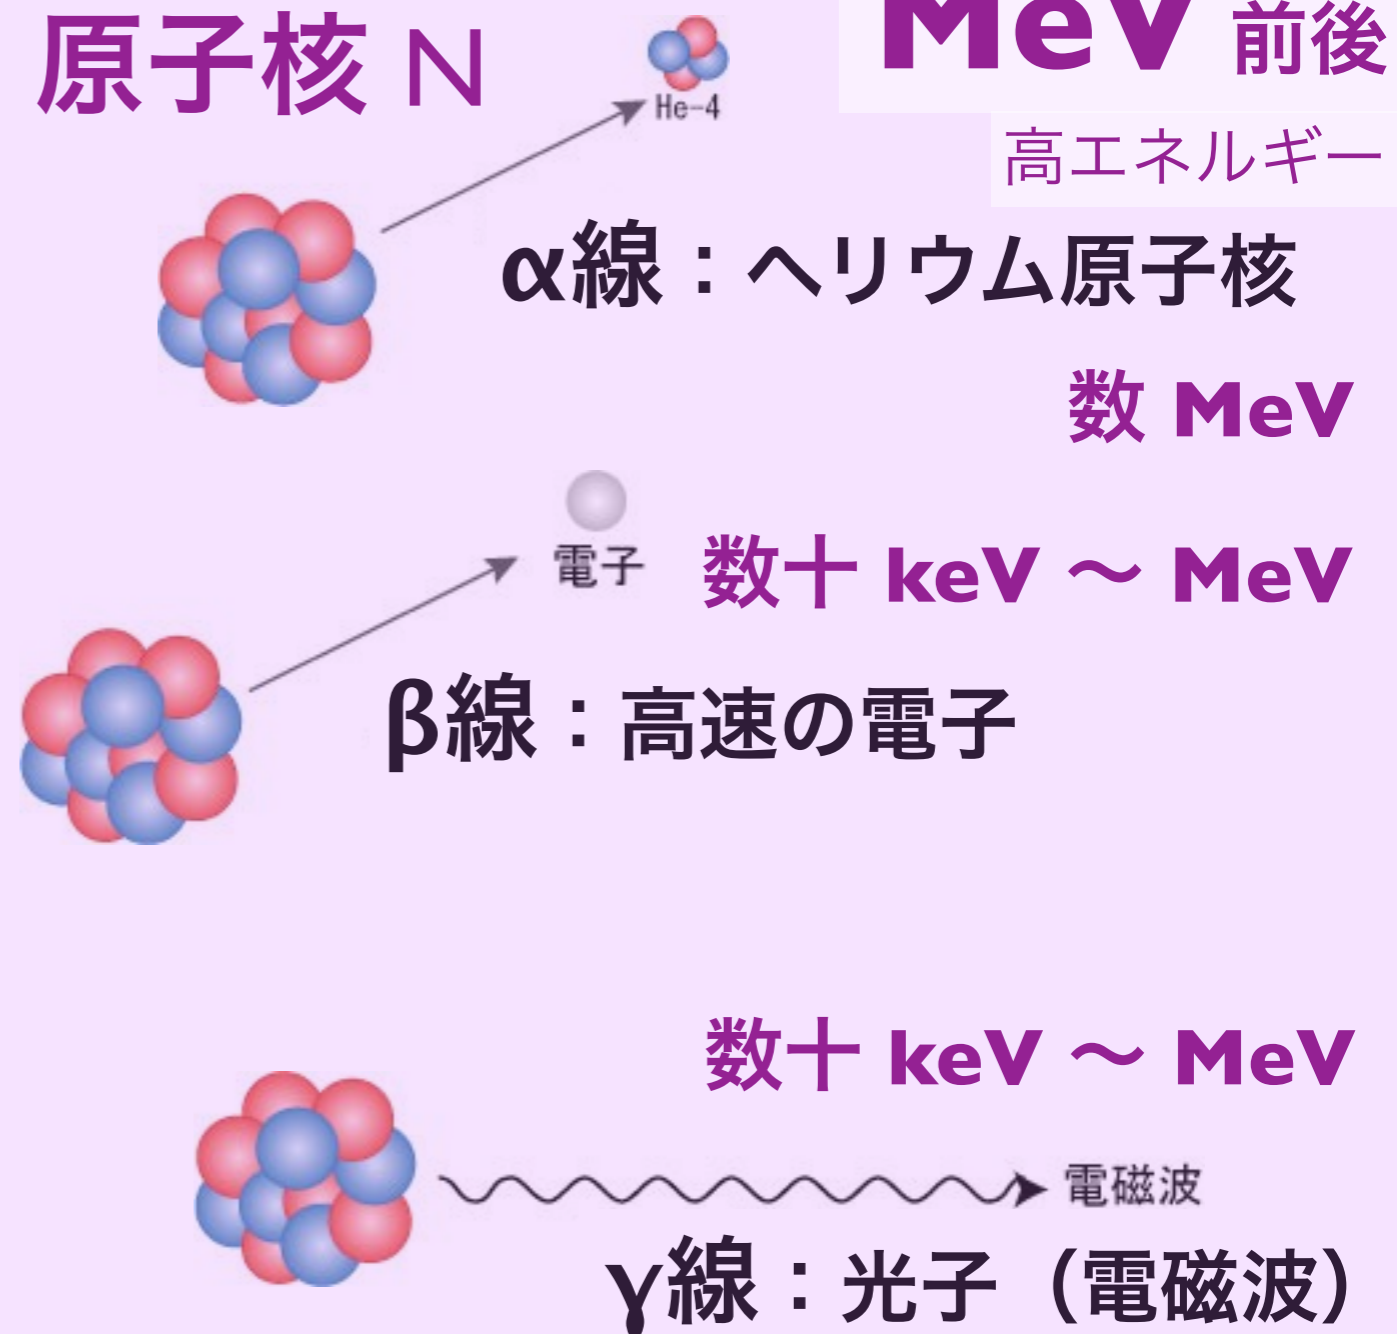 原子核 N
MeV 前後
He-4
高エネルギー
α線：ヘリウム原子核
数 MeV
電子
数十 keV 〜 MeV
β線：高速の電子
数十 keV 〜 MeV
電磁波
γ線：光子（電磁波）